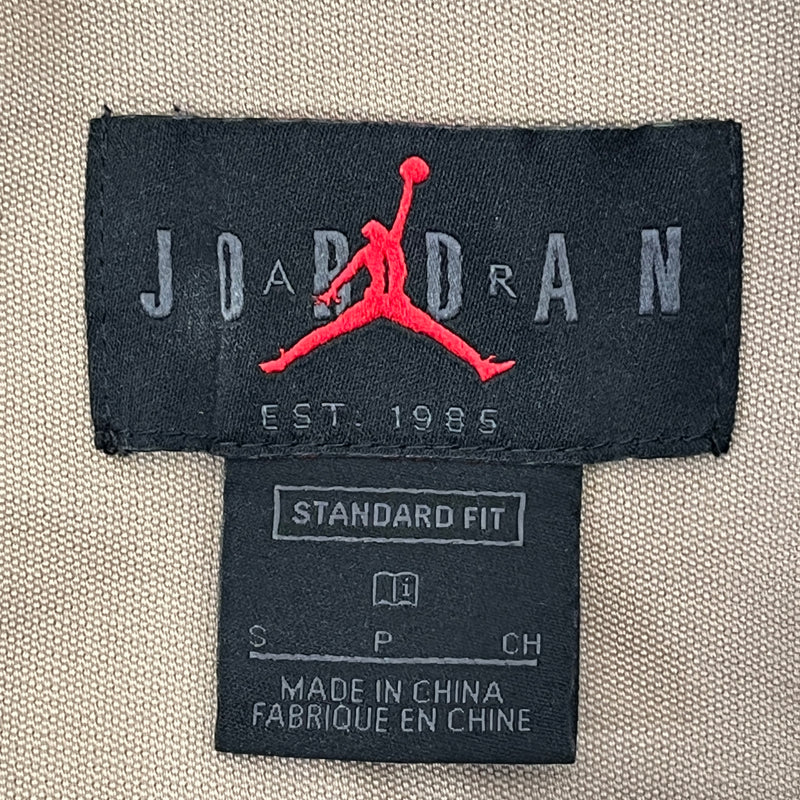 JORDAN
AIR
EST. 1985
STANDARD FIT
i
S P CH
MADE IN CHINA
FABRIQUE EN CHINE